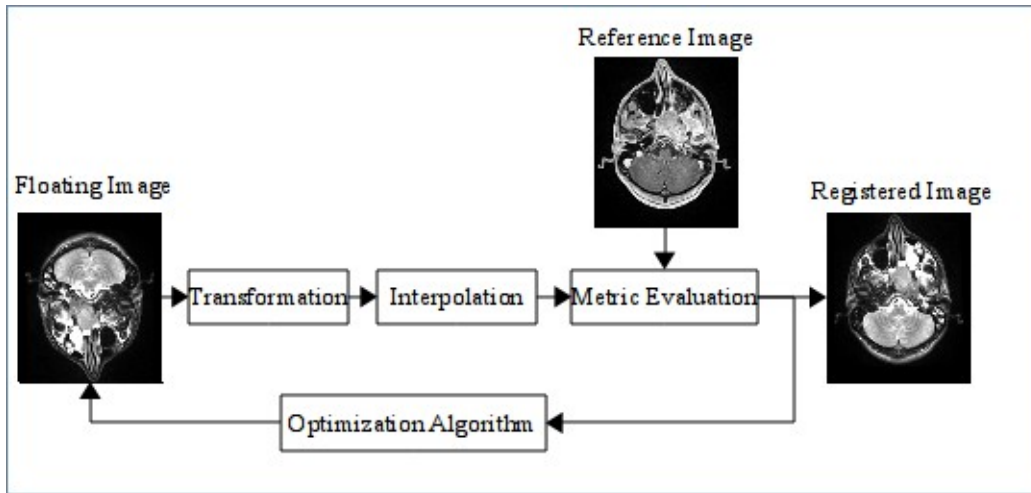 Reference Image
Floating Image
Registered Image
Transformation
Interpolation
Metric Evaluation
Optimization Algorithm